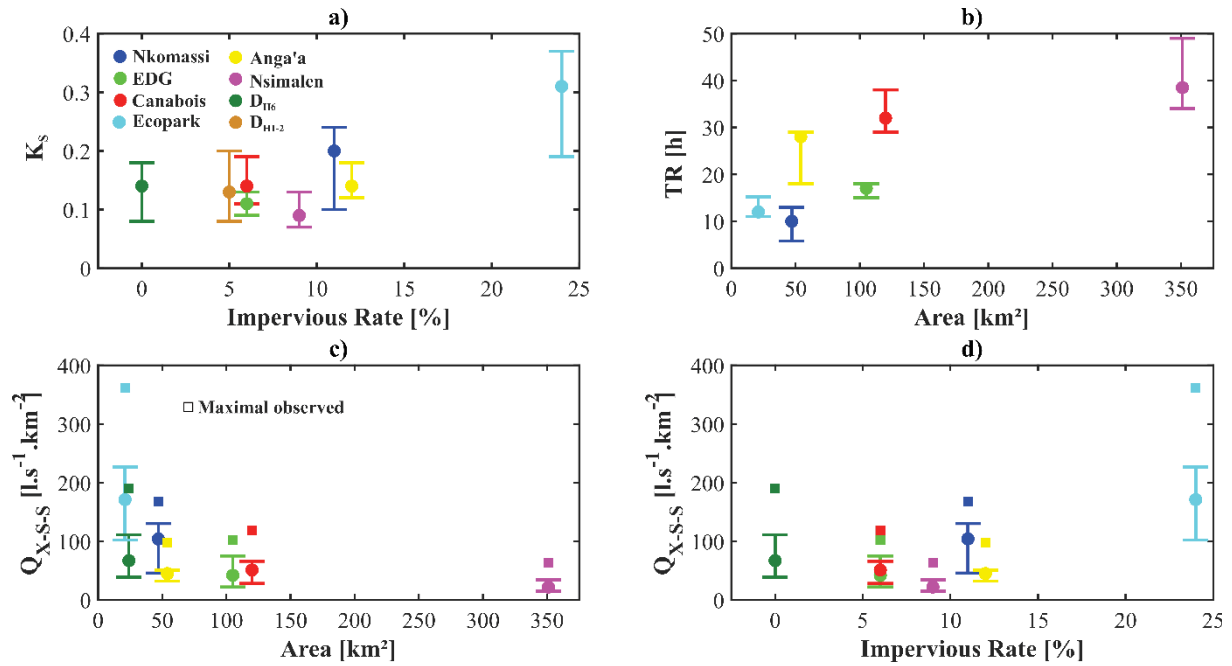 a)
0.4
0.3
0.2
0.1
0
K_s
Nkomassi
EDG
Canabois
Ecopark
Anga'a
Nsimalen
D_H6
D_H1-2
0 5 10 15 20 25
Impervious Rate [%]
b)
50
40
30
20
10
0
TR [h]
0 50 100 150 200 250 300 350
Area [km²]
c)
400
300
200
100
0
Q_X-S-S [l.s⁻¹.km⁻²]
Maximal observed
0 50 100 150 200 250 300 350
Area [km²]
d)
400
300
200
100
0
Q_X-S-S [l.s⁻¹.km⁻²]
0 5 10 15 20 25
Impervious Rate [%]